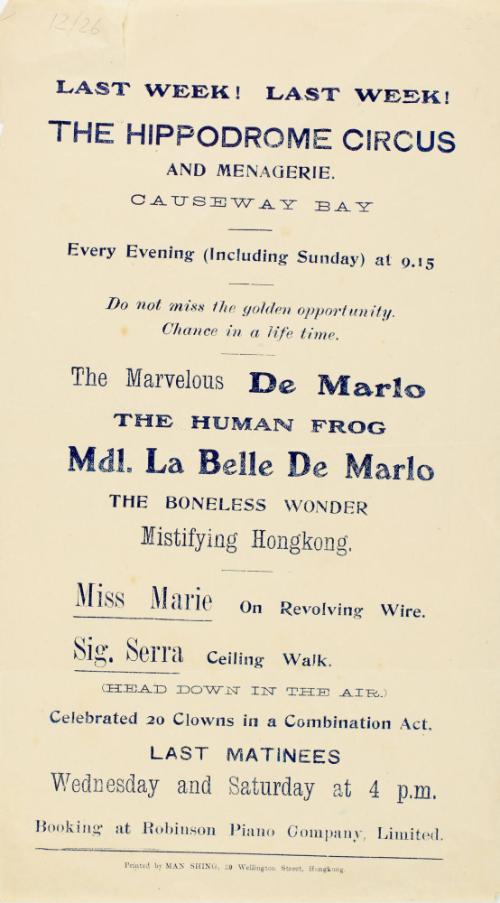 12/26
LAST WEEK! LAST WEEK!
THE HIPPODROME CIRCUS
AND MENAGERIE.
CAUSEWAY BAY
Every Evening (Including Sunday) at 9.15
Do not miss the golden opportunity.
Chance in a life time.
The Marvelous De Marlo
THE HUMAN FROG
Mdl. La Belle De Marlo
THE BONELESS WONDER
Mistifying Hongkong.
Miss Marie On Revolving Wire.
Sig. Serra Ceiling Walk.
(HEAD DOWN IN THE AIR.)
Celebrated 20 Clowns in a Combination Act.
LAST MATINEES
Wednesday and Saturday at 4 p.m.
Booking at Robinson Piano Company, Limited.
Printed by MAN SHING, 29 Wellington Street, Hongkong.